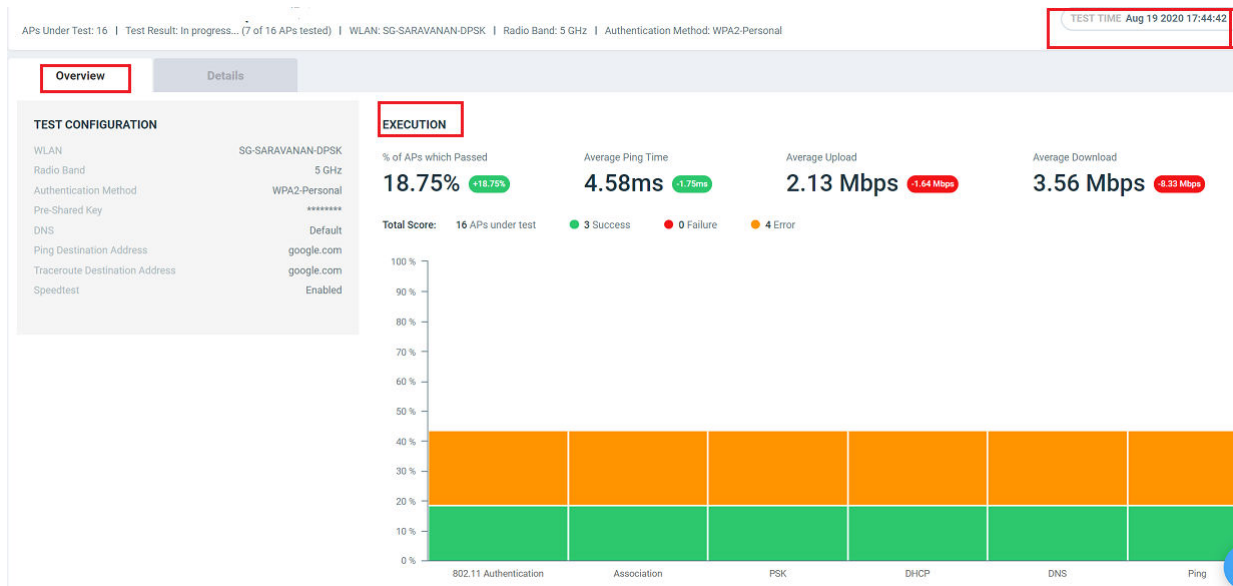 TEST TIME Aug 19 2020 17:44:42
APs Under Test: 16 | Test Result: In progress... (7 of 16 APs tested) | WLAN: SG-SARAVANAN-DPSK | Radio Band: 5 GHz | Authentication Method: WPA2-Personal
Overview Details
TEST CONFIGURATION
WLAN SG-SARAVANAN-DPSK
Radio Band 5 GHz
Authentication Method WPA2-Personal
Pre-Shared Key ********
DNS Default
Ping Destination Address google.com
Traceroute Destination Address google.com
Speedtest Enabled
EXECUTION
% of APs which Passed Average Ping Time Average Upload Average Download
18.75% +18.75% 4.58ms -1.75ms 2.13 Mbps -1.64 Mbps 3.56 Mbps -8.33 Mbps
Total Score: 16 APs under test 3 Success 0 Failure 4 Error
100 %
90 %
80 %
70 %
60 %
50 %
40 %
30 %
20 %
10 %
0 %
802.11 Authentication Association PSK DHCP DNS Ping